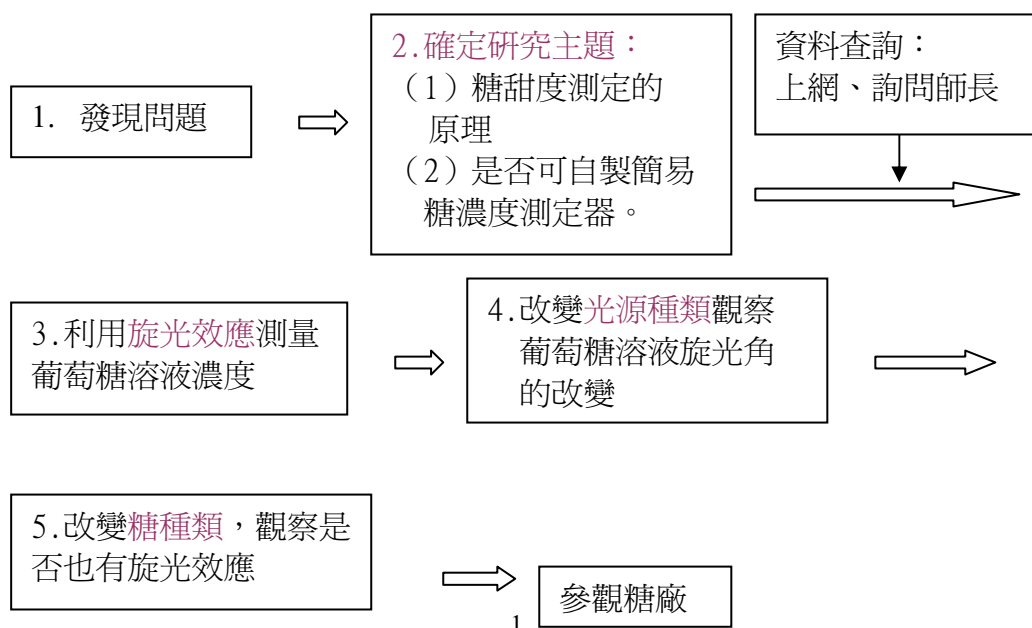 1. 發現問題
2.確定研究主題：
（1）糖甜度測定的
原理
（2）是否可自製簡易
糖濃度測定器。
資料查詢：
上網、詢問師長
3.利用旋光效應測量
葡萄糖溶液濃度
4.改變光源種類觀察
葡萄糖溶液旋光角
的改變
5.改變糖種類，觀察是
否也有旋光效應
參觀糖廠
1